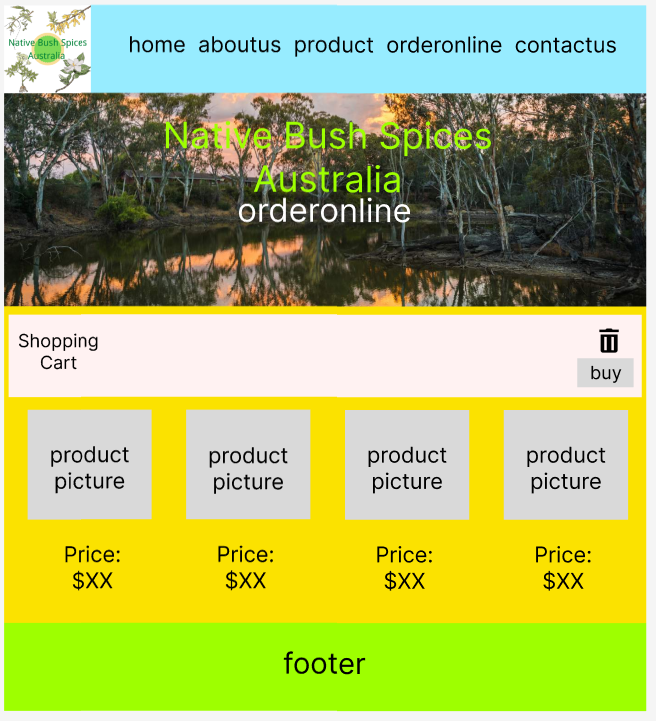 Native Bush Spices
Australia
home aboutus product orderonline contactus
Native Bush Spices
Australia
orderonline
Shopping
Cart
buy
product
picture
product
picture
product
picture
product
picture
Price:
$XX
Price:
$XX
Price:
$XX
Price:
$XX
footer